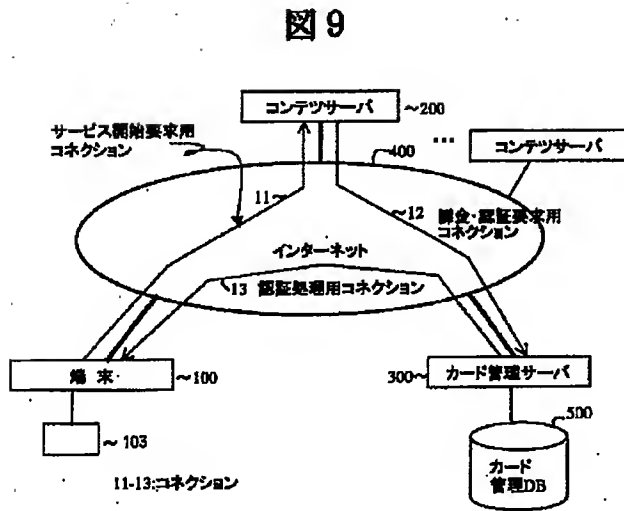 図9
コンテツサーバ ~200
サービス開始要求用
コネクション
400
...
コンテツサーバ
11
12 課金・認証要求用
コネクション
インターネット
13 認証処理用コネクション
端末 ~100
300~ カード管理サーバ
~103
500
カード
管理DB
11-13:コネクション